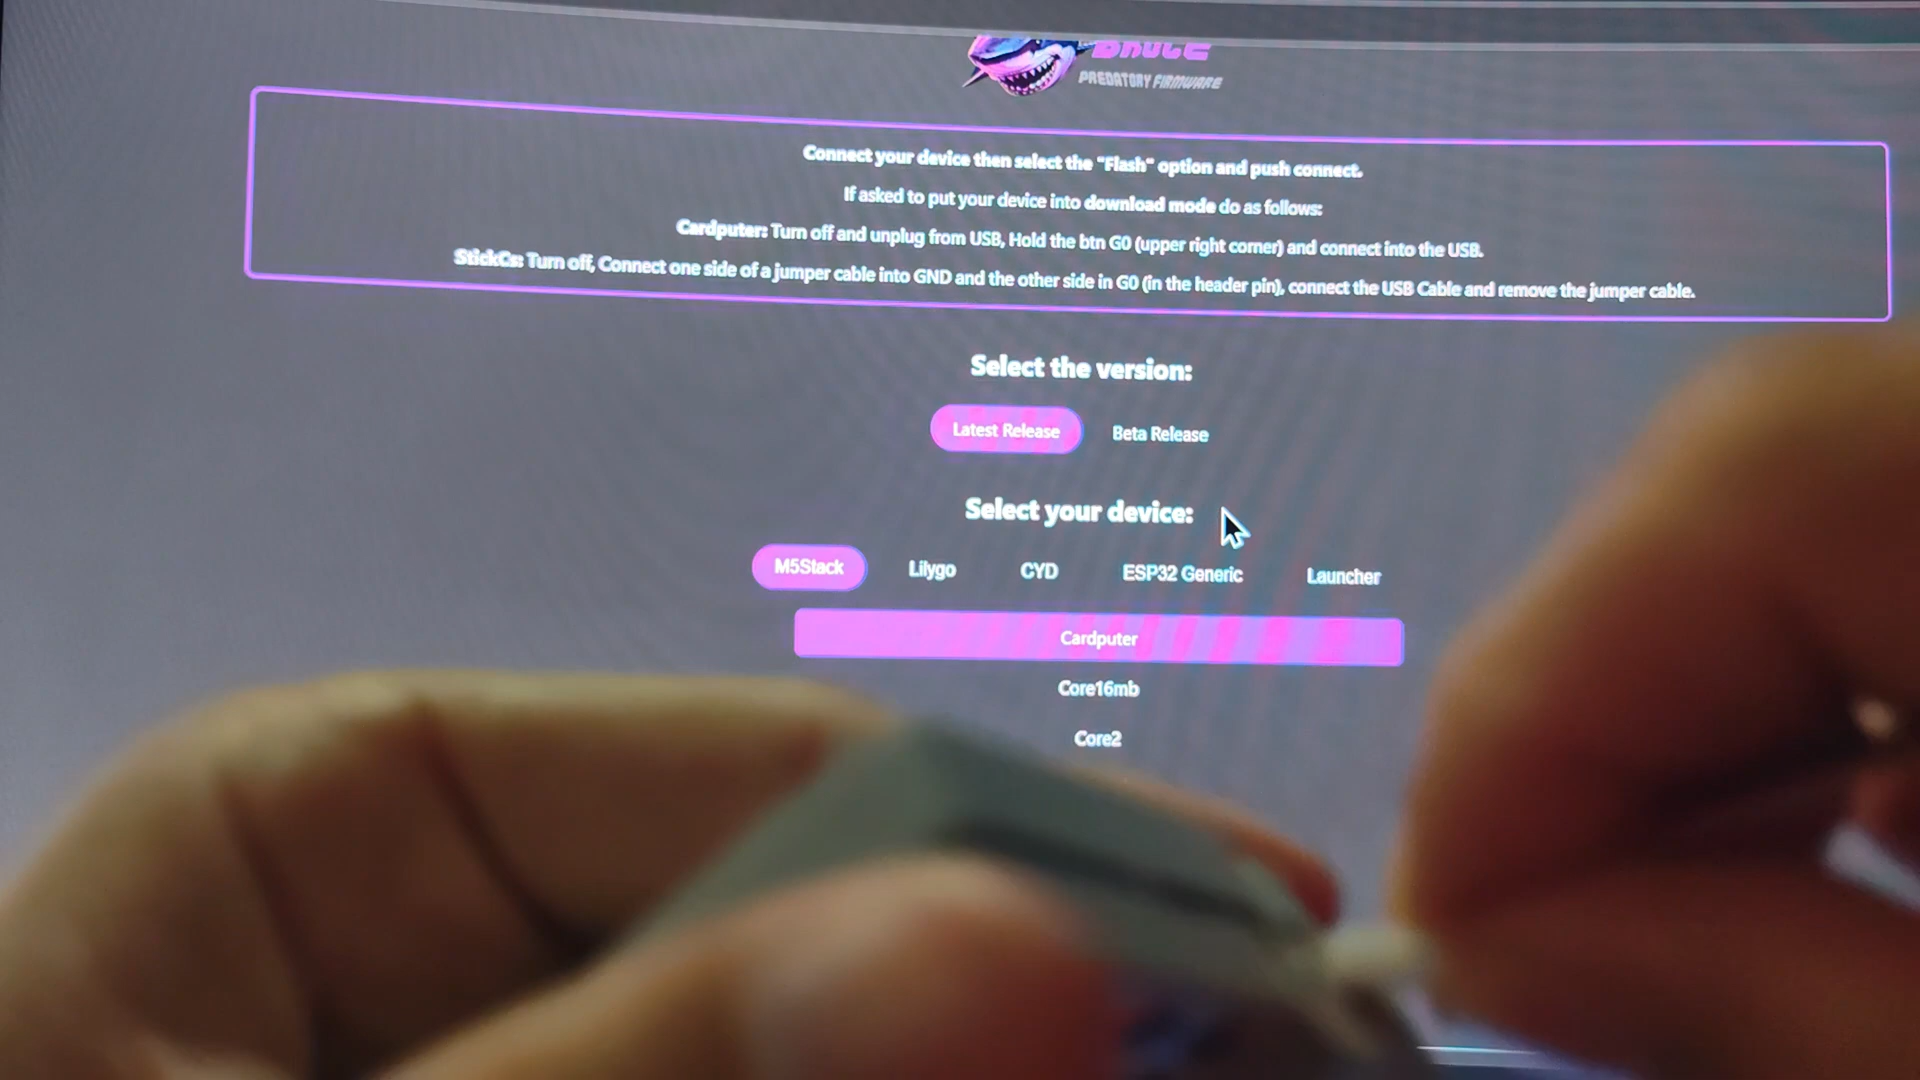 BRUCE
PREDATORY FIRMWARE
Connect your device then select the "Flash" option and push connect.
If asked to put your device into download mode do as follows:
Cardputer: Turn off and unplug from USB, Hold the btn G0 (upper right corner) and connect into the USB.
StickCs: Turn off, Connect one side of a jumper cable into GND and the other side in G0 (in the header pin), connect the USB Cable and remove the jumper cable.
Select the version:
Latest Release Beta Release
Select your device:
M5Stack Lilygo CYD ESP32 Generic Launcher
Cardputer
Core16mb
Core2